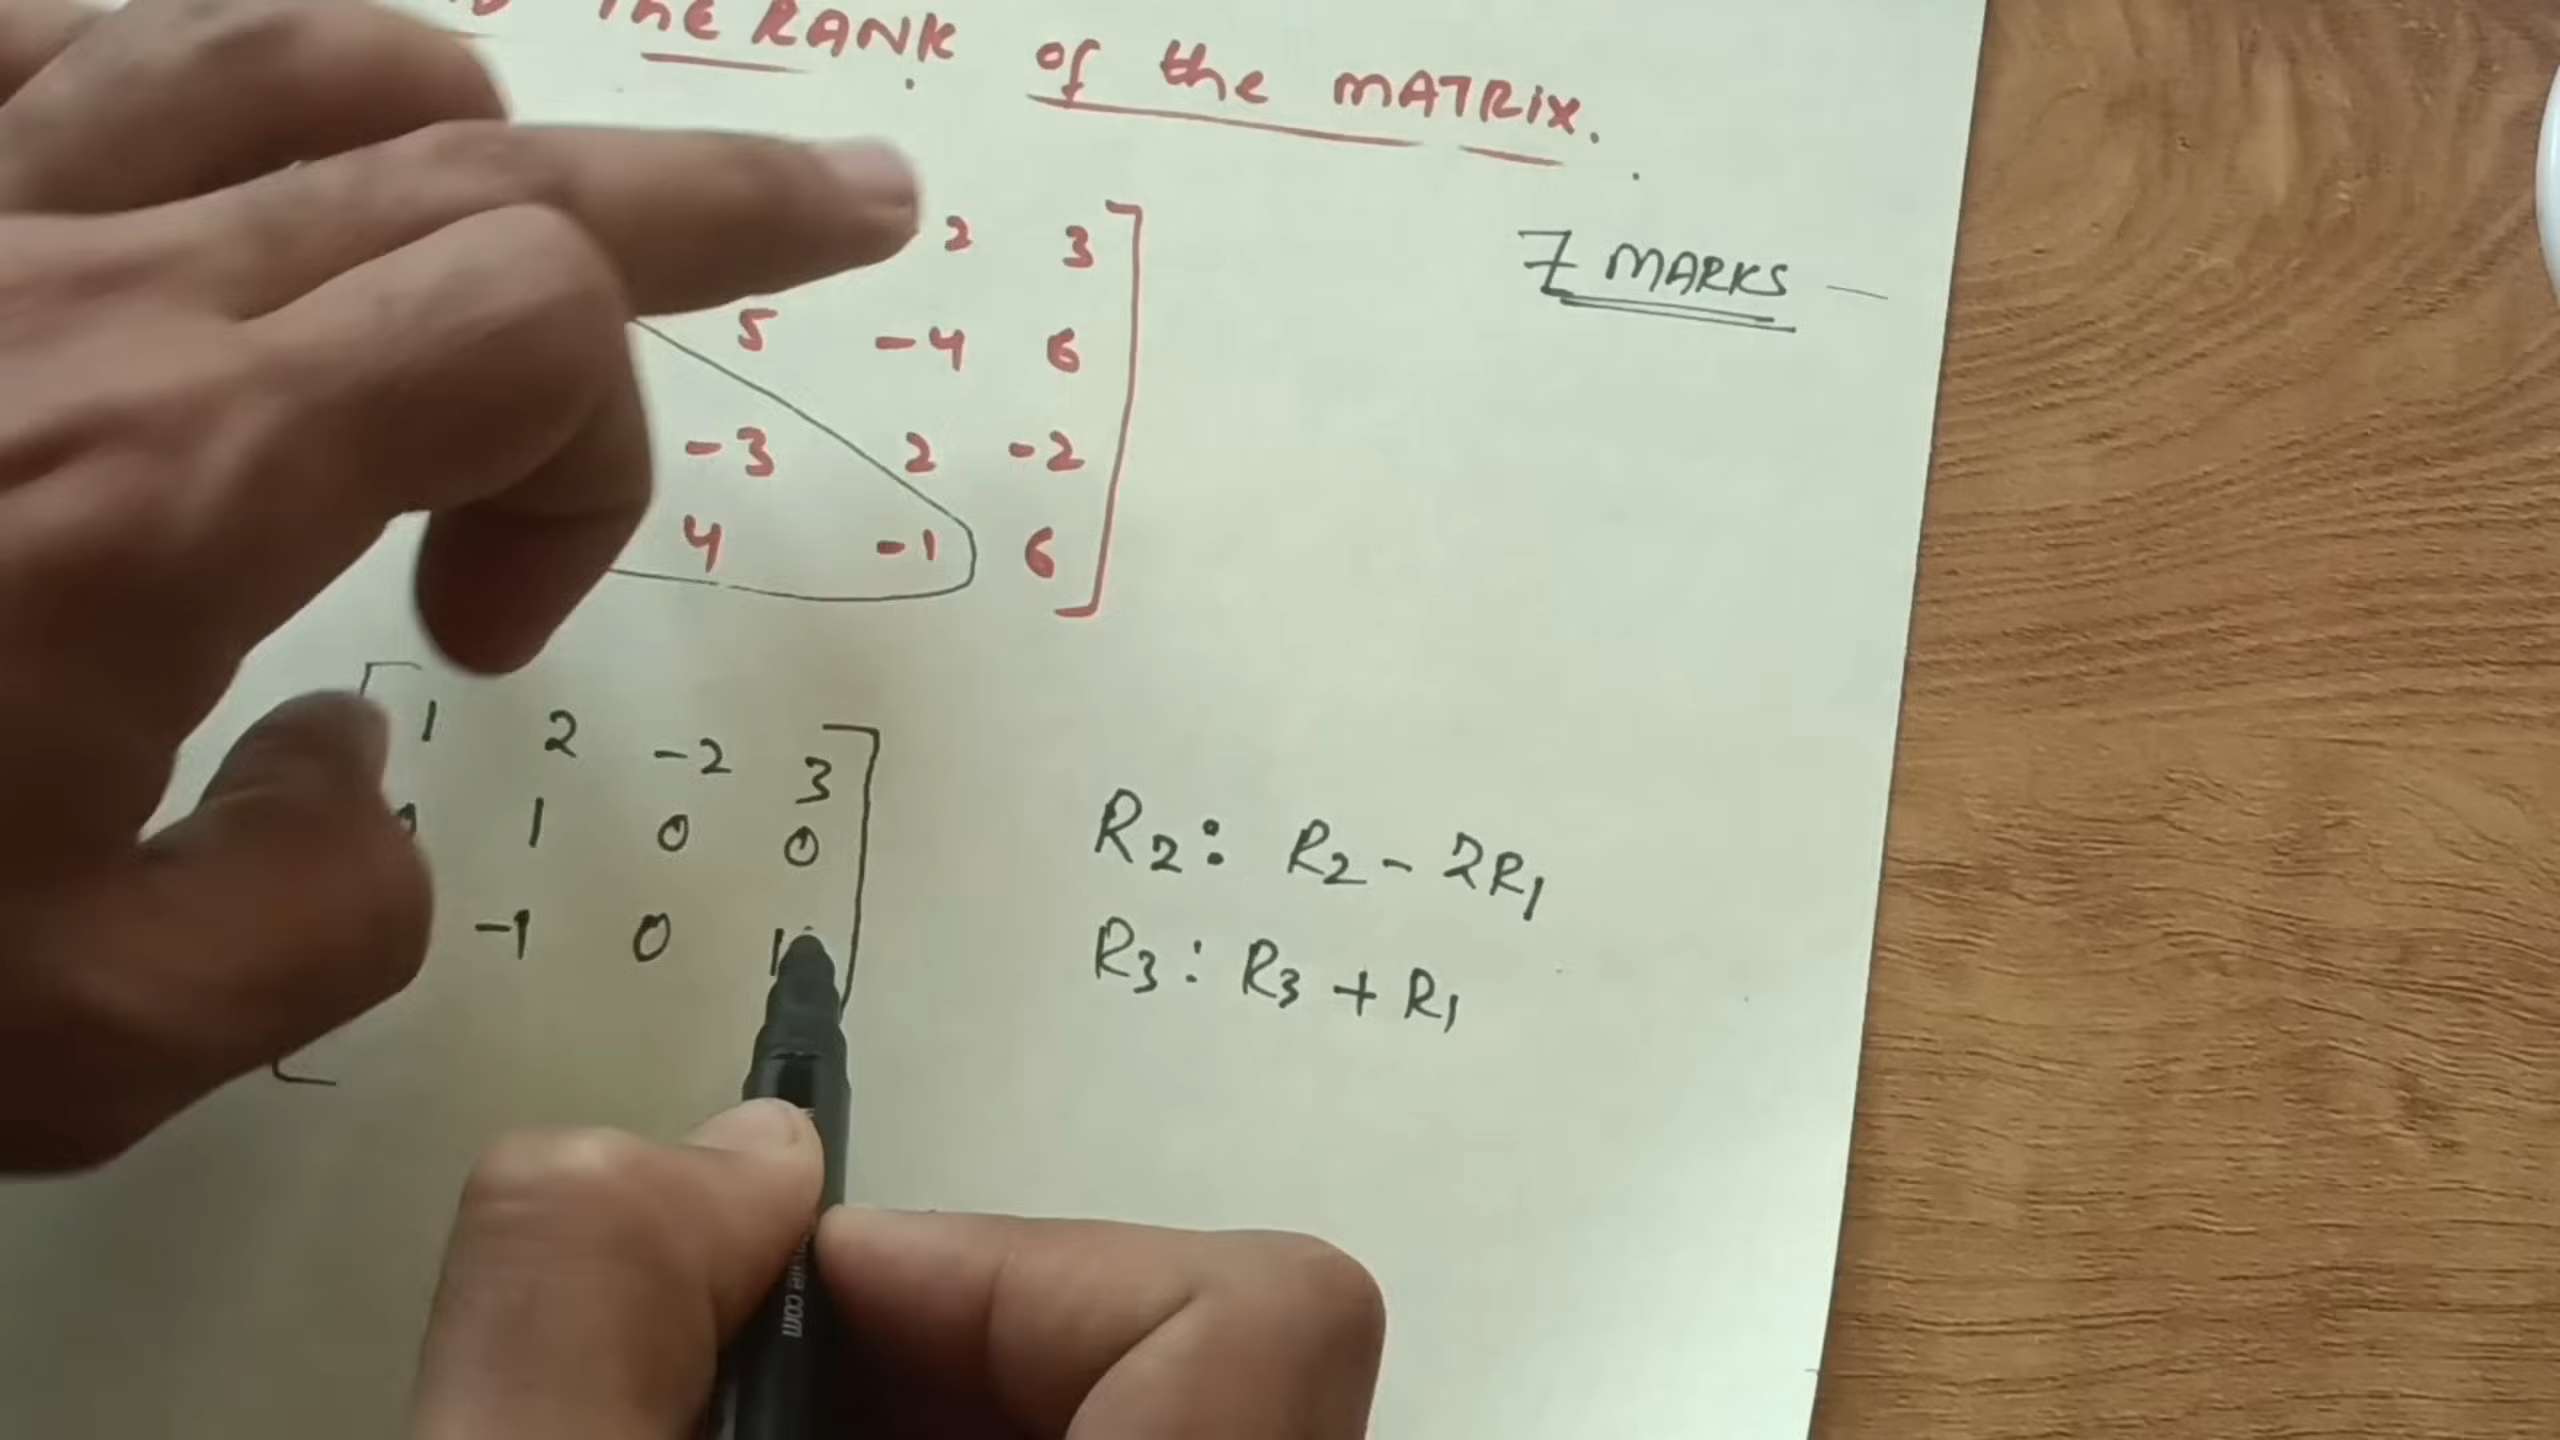 THE RANK of the MATRIX.
2 3
7 MARKS
5 -4 6
-3 2 -2
4 -1 6
1 2 -2 3
1 0 0
-1 0 1
R2: R2 - 2R1
R3: R3 + R1